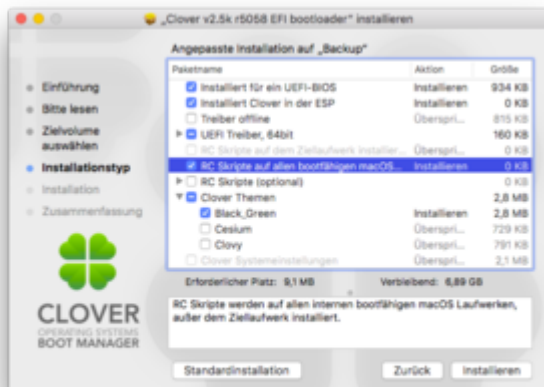 „Clover v2.5k r5058 EFI bootloader“ installieren
Angepasste Installation auf „Backup“
Paketname Aktion Größe
Installiert für ein UEFI-BIOS Installieren 934 KB
Installiert Clover in der ESP Installieren 0 KB
Treiber offline Überspri... 815 KB
UEFI Treiber, 64bit 160 KB
RC Skripte auf dem Ziellaufwerk installier... Überspri... 0 KB
RC Skripte auf allen bootfähigen macOS... Installieren 0 KB
RC Skripte (optional) 0 KB
Clover Themen 2,8 MB
Black_Green Installieren 2,8 MB
Cesium Überspri... 729 KB
Clovy Überspri... 791 KB
Clover Systemeinstellungen Überspri... 2,1 MB
Erforderlicher Platz: 9,1 MB Verbleibend: 6,89 GB
RC Skripte werden auf allen internen bootfähigen macOS Laufwerken,
außer dem Ziellaufwerk installiert.
Einführung
Bitte lesen
Zielvolume
auswählen
Installationstyp
Installation
Zusammenfassung
CLOVER
OPERATING SYSTEMS
BOOT MANAGER
Standardinstallation Zurück Installieren